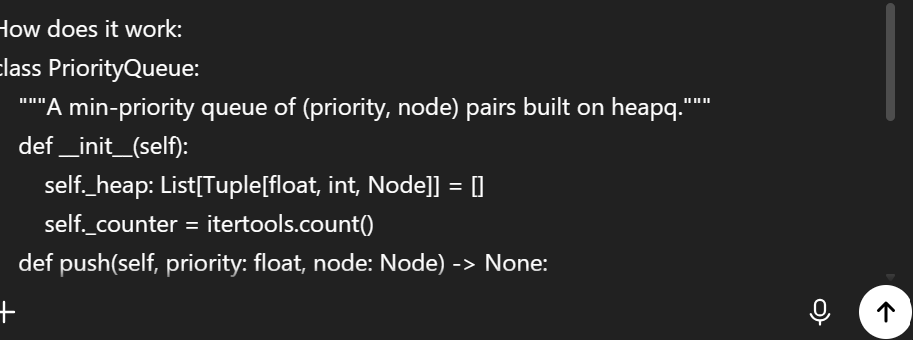 How does it work:
class PriorityQueue:
"""A min-priority queue of (priority, node) pairs built on heapq."""
def __init__(self):
self._heap: List[Tuple[float, int, Node]] = []
self._counter = itertools.count()
def push(self, priority: float, node: Node) -> None: